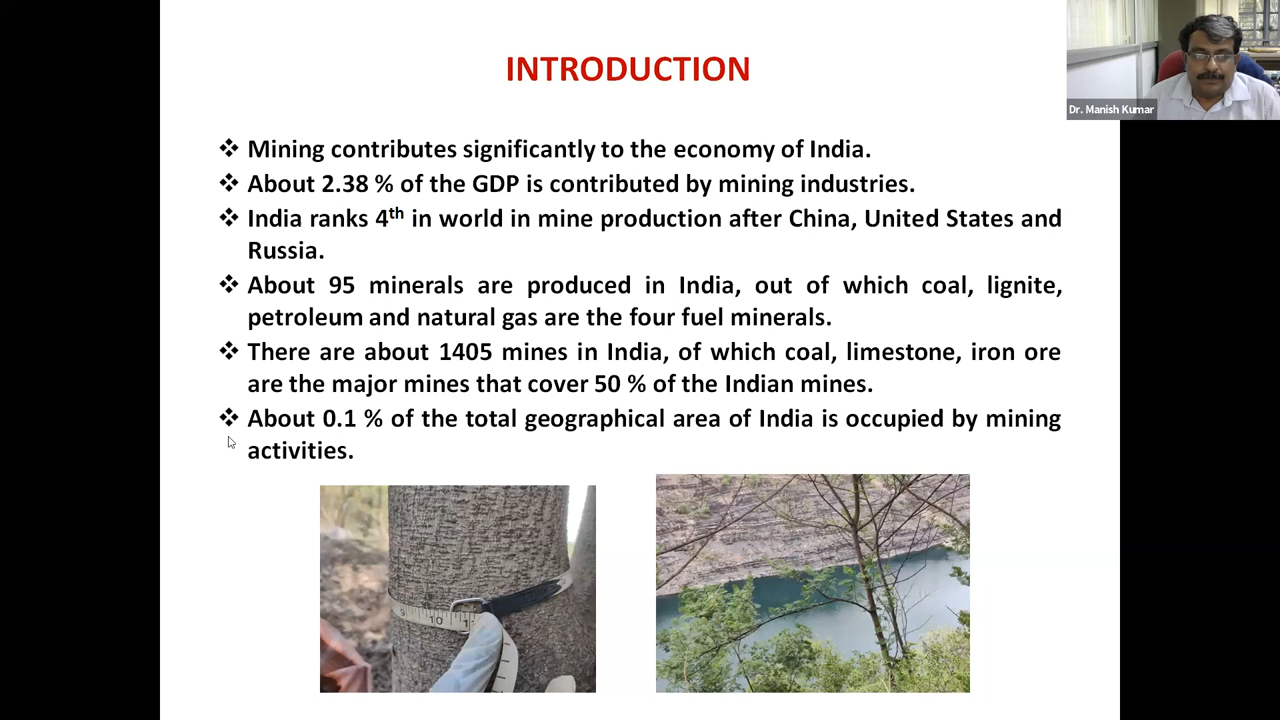 INTRODUCTION
Dr. Manish Kumar
❖ Mining contributes significantly to the economy of India.
❖ About 2.38 % of the GDP is contributed by mining industries.
❖ India ranks 4th in world in mine production after China, United States and
Russia.
❖ About 95 minerals are produced in India, out of which coal, lignite,
petroleum and natural gas are the four fuel minerals.
❖ There are about 1405 mines in India, of which coal, limestone, iron ore
are the major mines that cover 50 % of the Indian mines.
❖ About 0.1 % of the total geographical area of India is occupied by mining
activities.
9 10